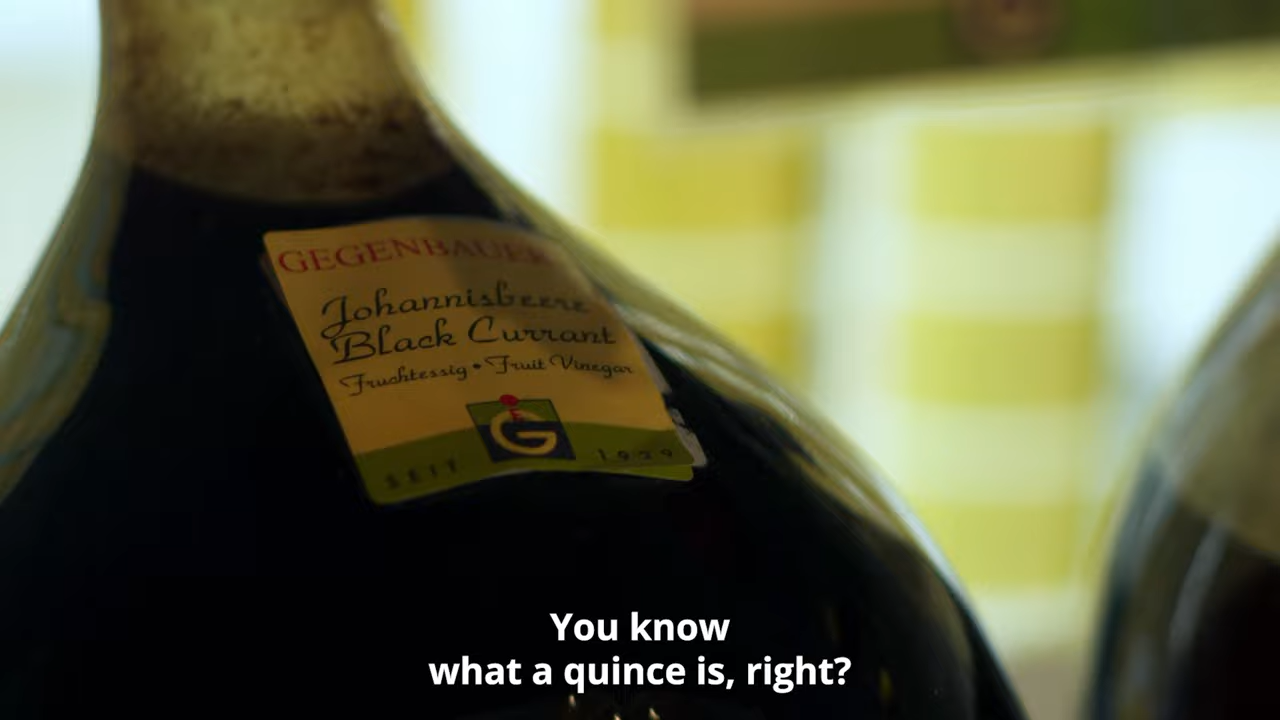 GEGENBAUER
Johannisbeere
Black Currant
Fruchtessig • Fruit Vinegar
G
SEIT 1929
You know
what a quince is, right?